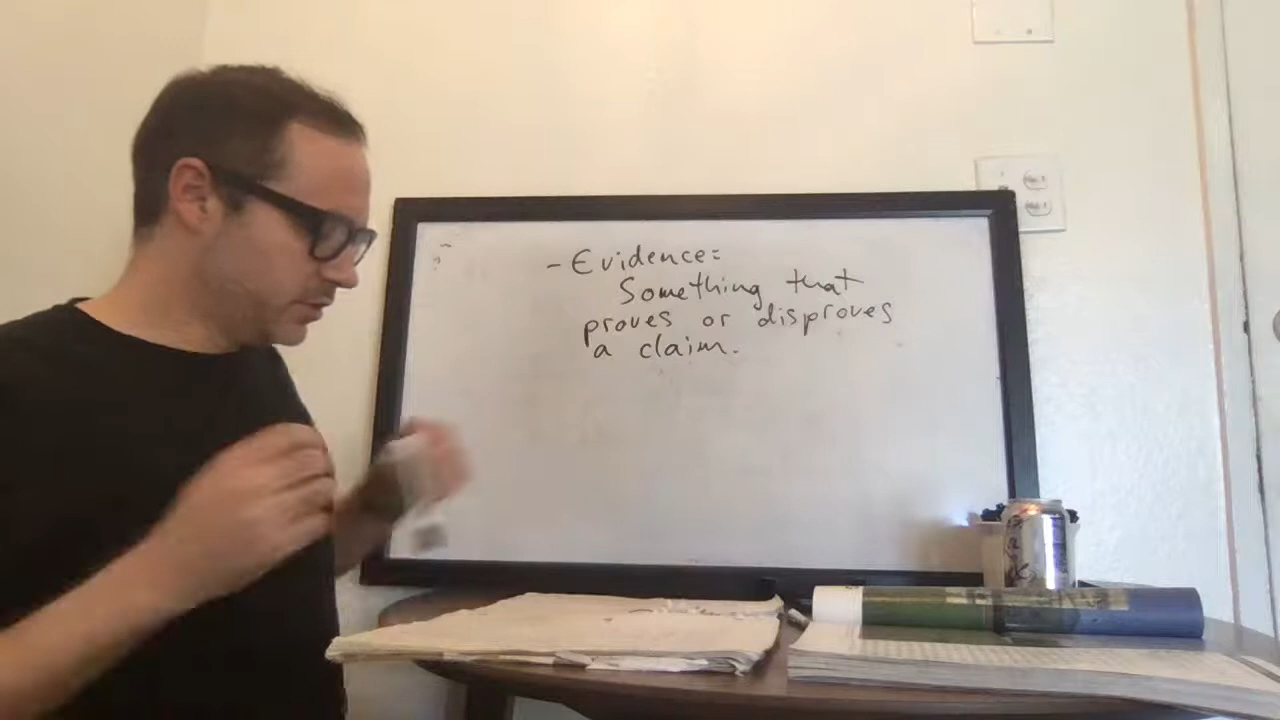 - Evidence:
Something that
proves or disproves
a claim.